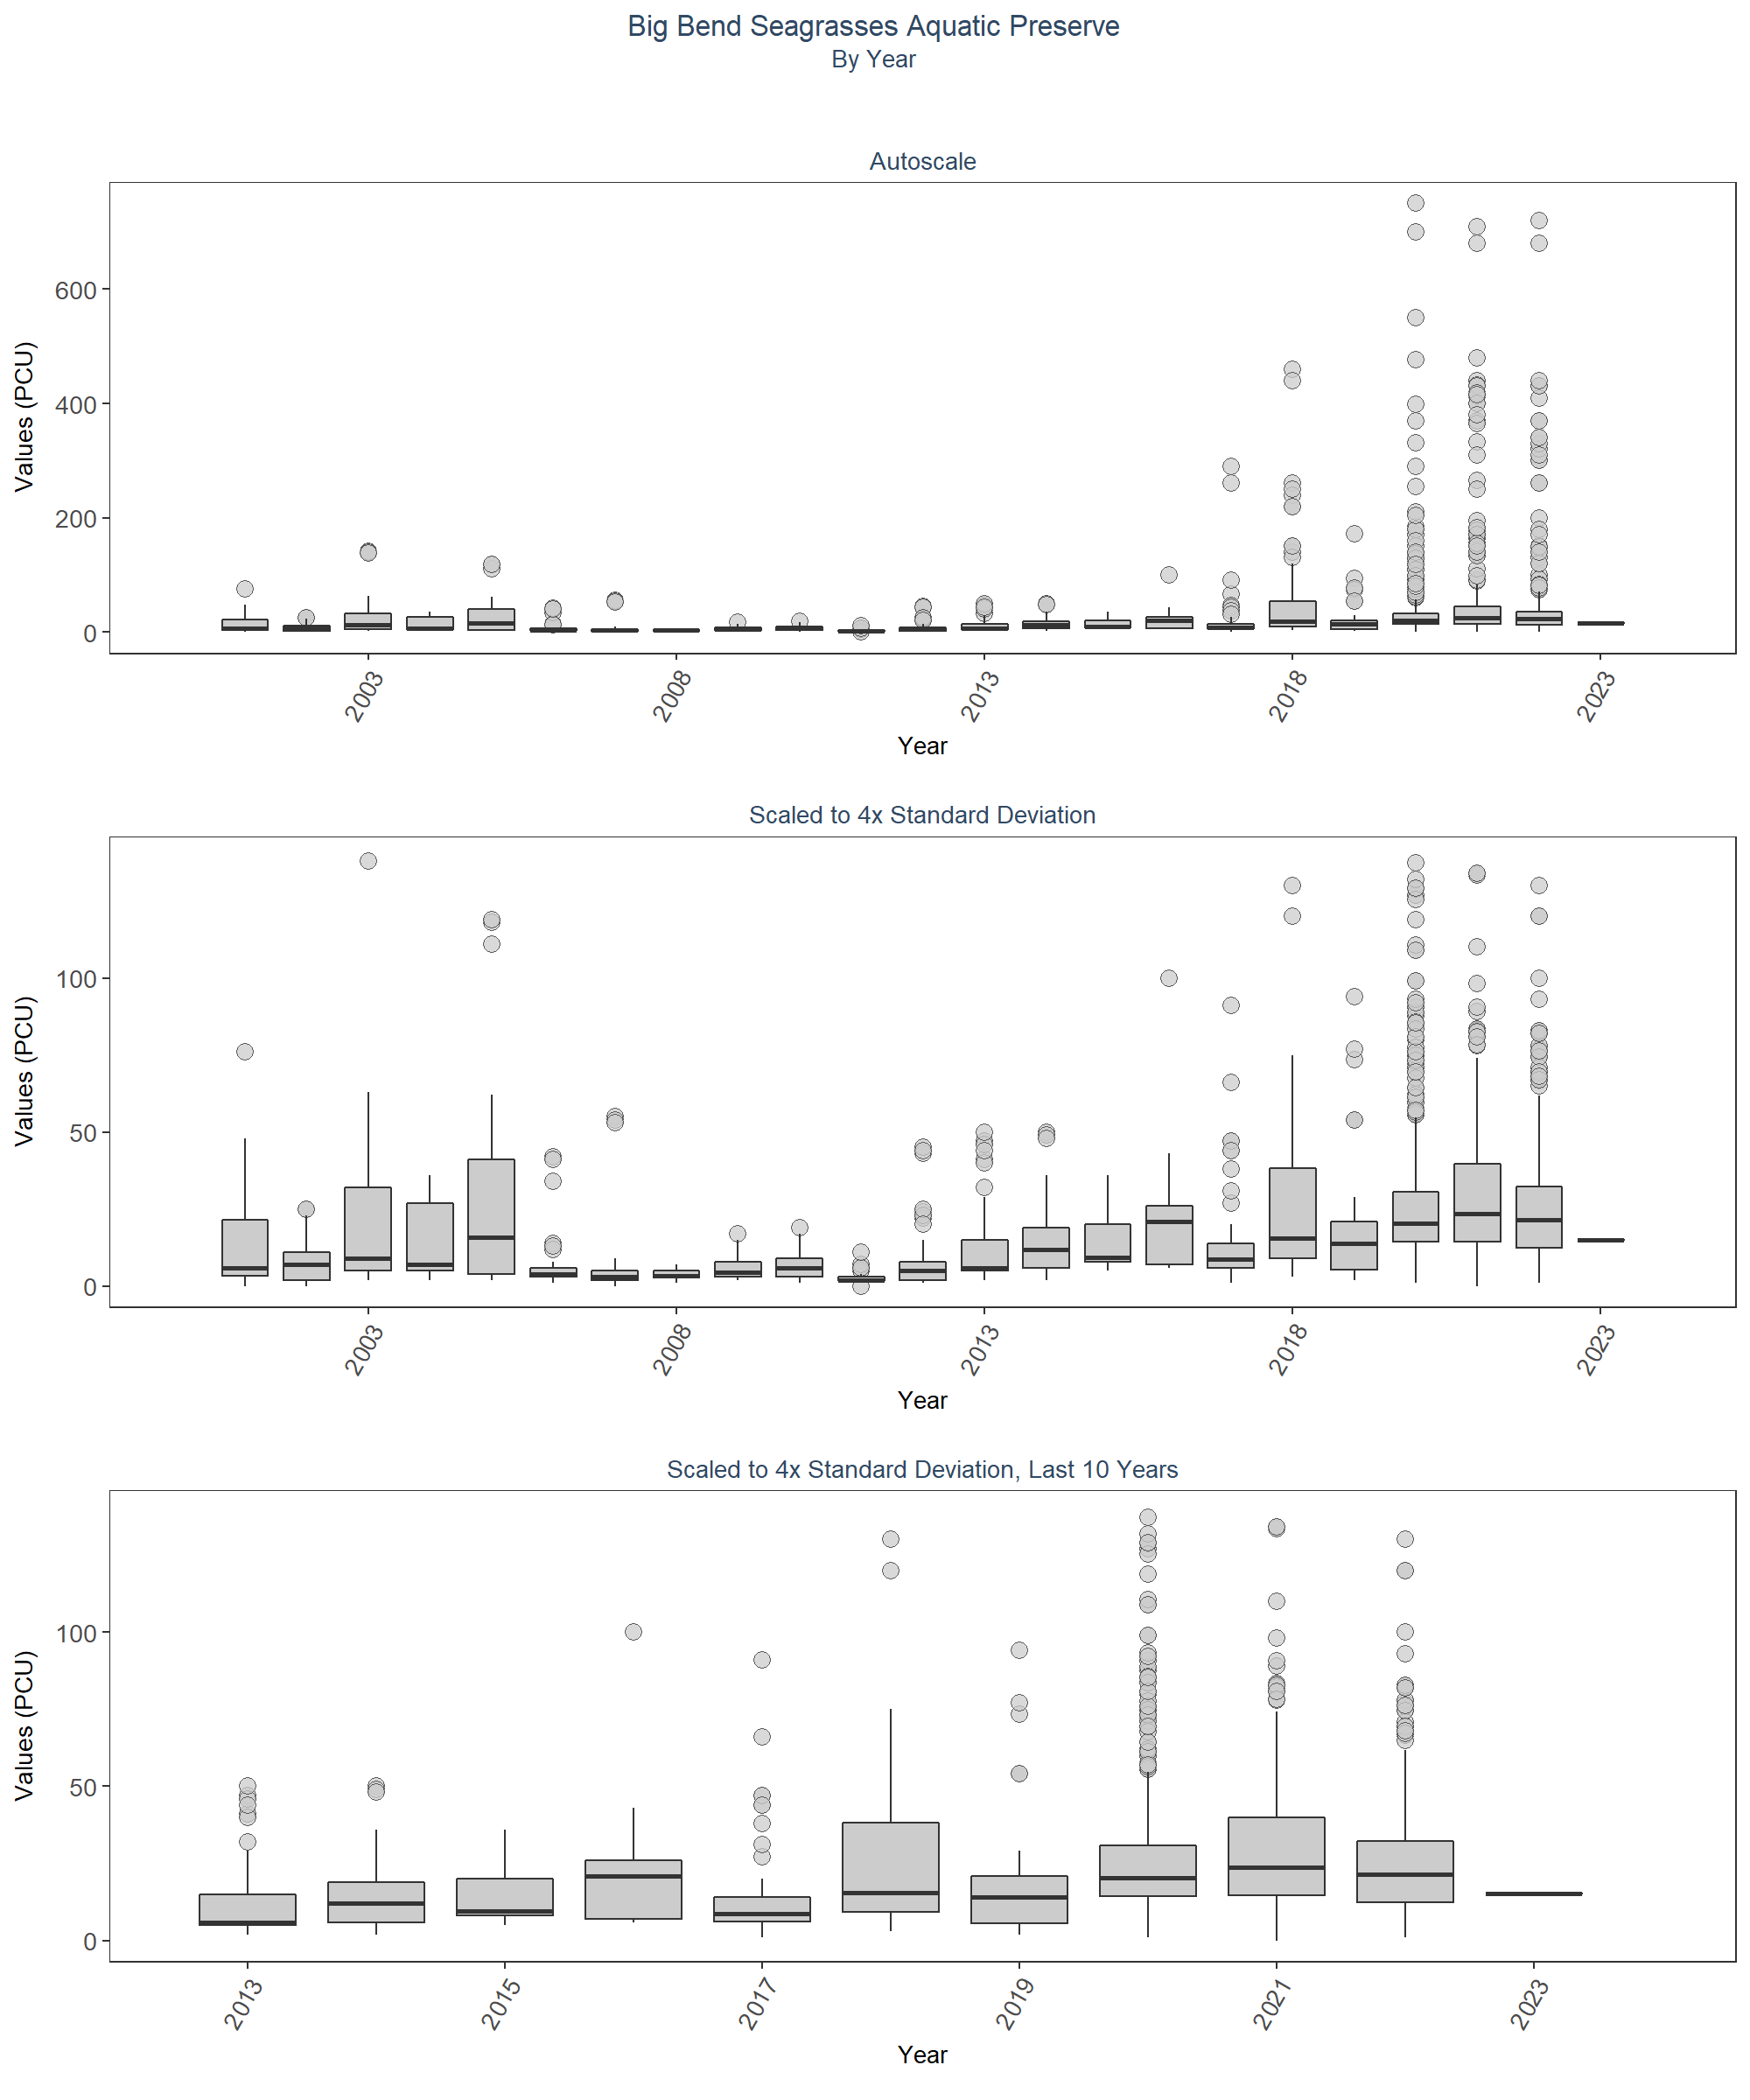 Big Bend Seagrasses Aquatic Preserve
By Year
Autoscale
Values (PCU)
600
400
200
0
2003
2008
2013
2018
2023
Year
Scaled to 4x Standard Deviation
Values (PCU)
100
50
0
2003
2008
2013
2018
2023
Year
Scaled to 4x Standard Deviation, Last 10 Years
Values (PCU)
100
50
0
2013
2015
2017
2019
2021
2023
Year